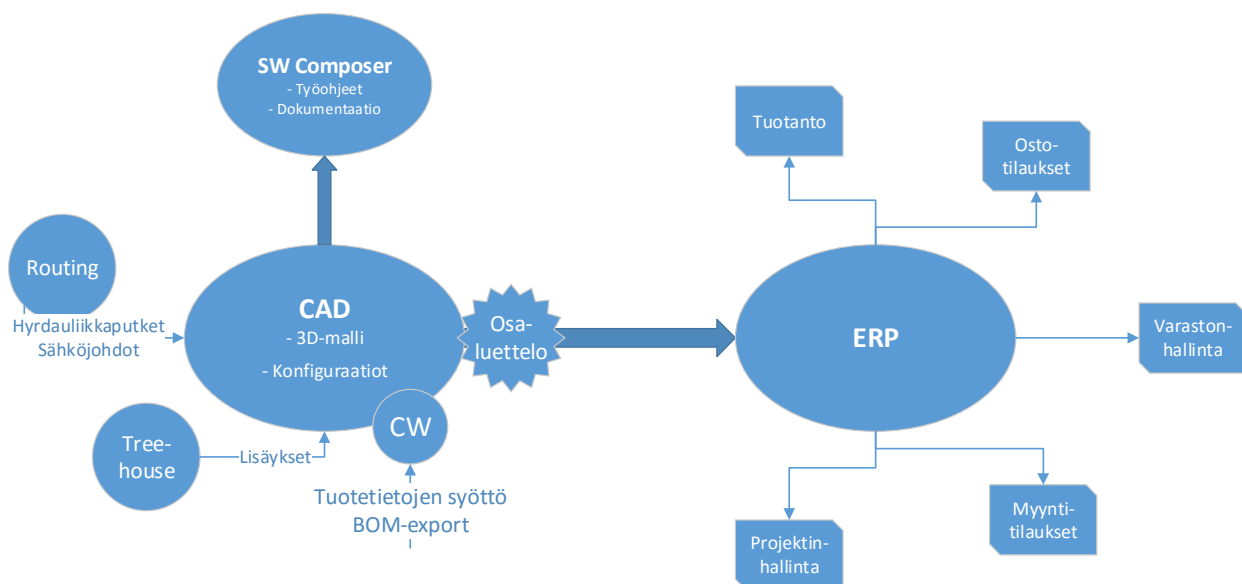 SW Composer
- Työohjeet
- Dokumentaatio
Tuotanto
Osto-
tilaukset
Routing
Hyrdauliikkaputket
Sähköjohdot
CAD
- 3D-malli
- Konfiguraatiot
Osa-
luettelo
ERP
Varaston-
hallinta
Tree-
house
Lisäykset
CW
Tuotetietojen syöttö
BOM-export
Projektin-
hallinta
Myynti-
tilaukset